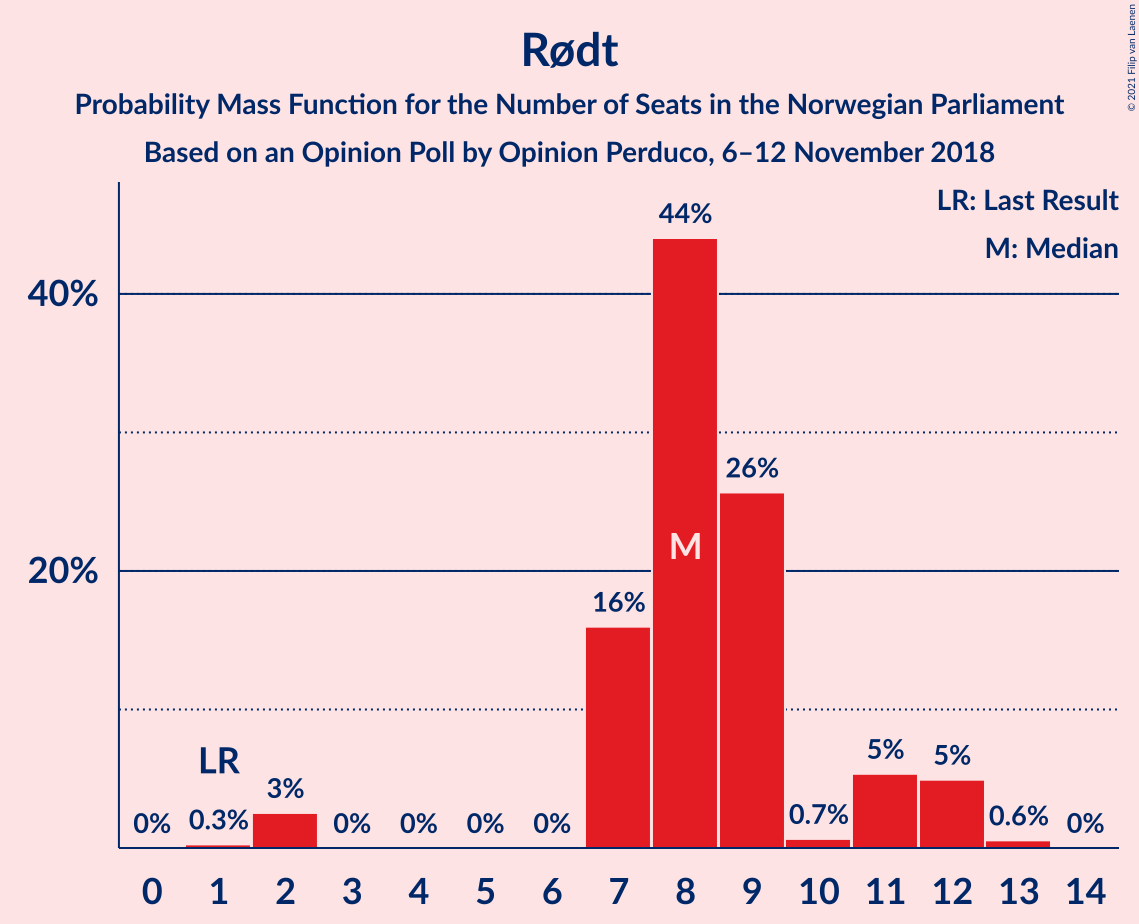 Rødt
Probability Mass Function for the Number of Seats in the Norwegian Parliament
Based on an Opinion Poll by Opinion Perduco, 6–12 November 2018
© 2021 Filip van Laenen
LR: Last Result
M: Median
44%
40%
26%
M
20%
16%
LR
5%
5%
3%
0%
0.3%
0%
0%
0%
0%
0.7%
0.6%
0%
0 1 2 3 4 5 6 7 8 9 10 11 12 13 14